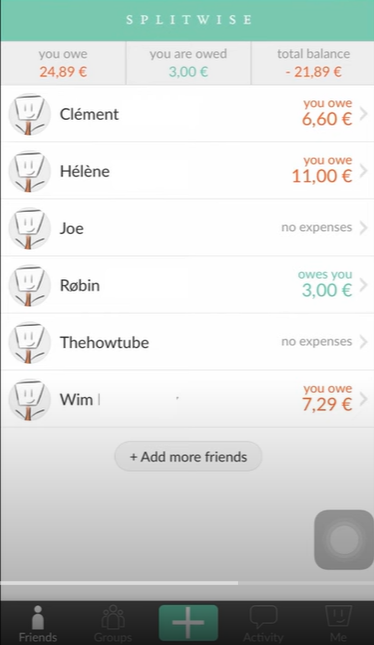 SPLITWISE
you owe
24,89 €
you are owed
3,00 €
total balance
- 21,89 €
Clément
you owe
6,60 €
Hélène
you owe
11,00 €
Joe
no expenses
Røbin
owes you
3,00 €
Thehowtube
no expenses
Wim
you owe
7,29 €
+ Add more friends
Friends
Groups
Activity
Me